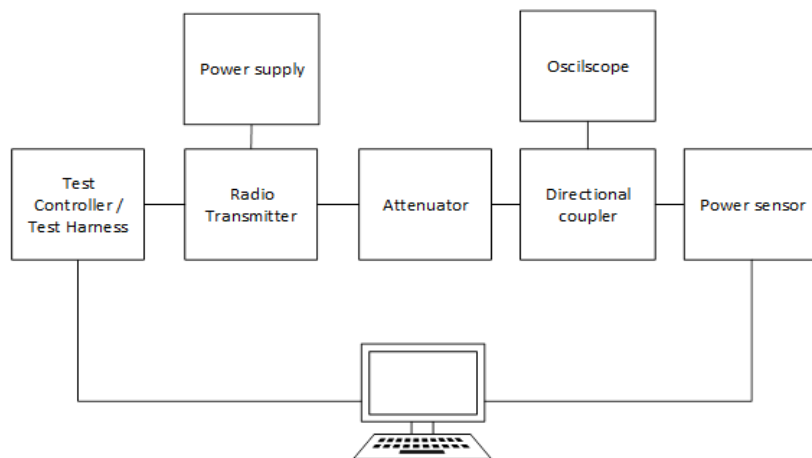 Power supply
Oscilscope
Test
Controller /
Test Harness
Radio
Transmitter
Attenuator
Directional
coupler
Power sensor